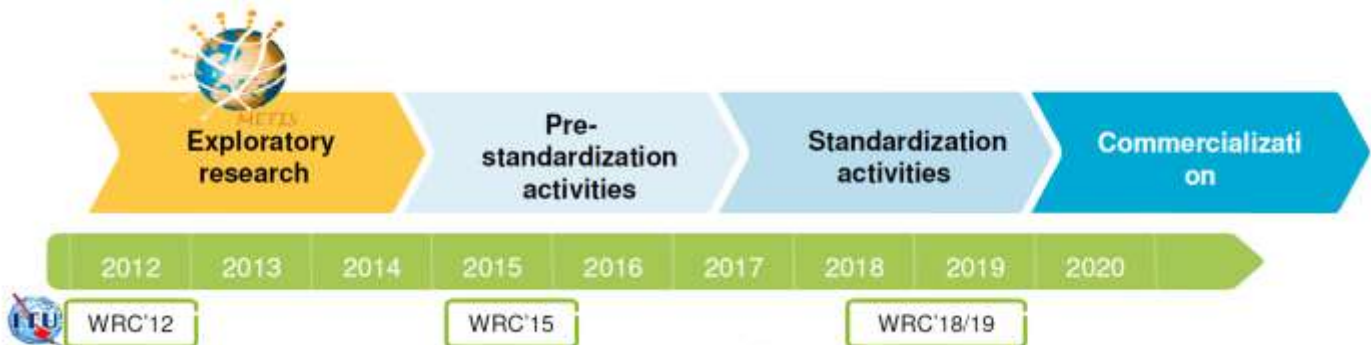 METIS
Exploratory
research
Pre-
standardization
activities
Standardization
activities
Commercializati
on
2012 2013 2014 2015 2016 2017 2018 2019 2020
ITU
WRC'12
WRC'15
WRC'18/19